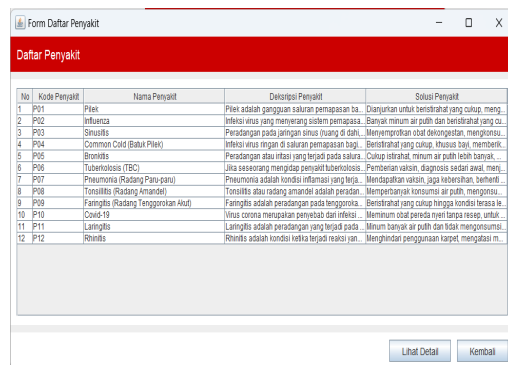 Form Daftar Penyakit
Daftar Penyakit
No Kode Penyakit Nama Penyakit Deksripsi Penyakit Solusi Penyakit
1 P01 Pilek Pilek adalah gangguan saluran pernapasan ba... Dianjurkan untuk beristirahat yang cukup, meng...
2 P02 Influenza Infeksi virus yang menyerang sistem pernapasa... Banyak minum air putih dan beristirahat yang cu...
3 P03 Sinusitis Peradangan pada jaringan sinus (ruang di dahi,... Menyemprotkan obat dekongestan, mengkonsu...
4 P04 Common Cold (Batuk Pilek) Infeksi virus ringan di saluran pernapasan bagi... Beristirahat yang cukup, khusus bayi, memberik...
5 P05 Bronkitis Peradangan atau iritasi yang terjadi pada salura... Cukup istirahat, minum air putih lebih banyak, ...
6 P06 Tuberkolosis (TBC) Jika seseorang mengidap penyakit tuberkolosis... Pemberian vaksin, diagnosis sedari awal, menj...
7 P07 Pneumonia (Radang Paru-paru) Pneumonia adalah kondisi inflamasi yang terja... Mendapatkan vaksin, jaga kebersihan, berhenti ...
8 P08 Tonsilitis (Radang Amandel) Tonsilitis atau radang amandel adalah peradan... Memperbanyak konsumsi air putih, mengonsu...
9 P09 Faringitis (Radang Tenggorokan Akut) Faringitis adalah peradangan pada tenggoroka... Beristirahat yang cukup hingga kondisi terasa le...
10 P10 Covid-19 Virus corona merupakan penyebab dari infeksi ... Meminum obat pereda nyeri tanpa resep, untuk ...
11 P11 Laringitis Laringitis adalah peradangan yang terjadi pada ... Minum banyak air putih dan tidak mengonsumsi...
12 P12 Rhinitis Rhinitis adalah kondisi ketika terjadi reaksi yan... Menghindari penggunaan karpet, mengatasi m...
Lihat Detail Kembali